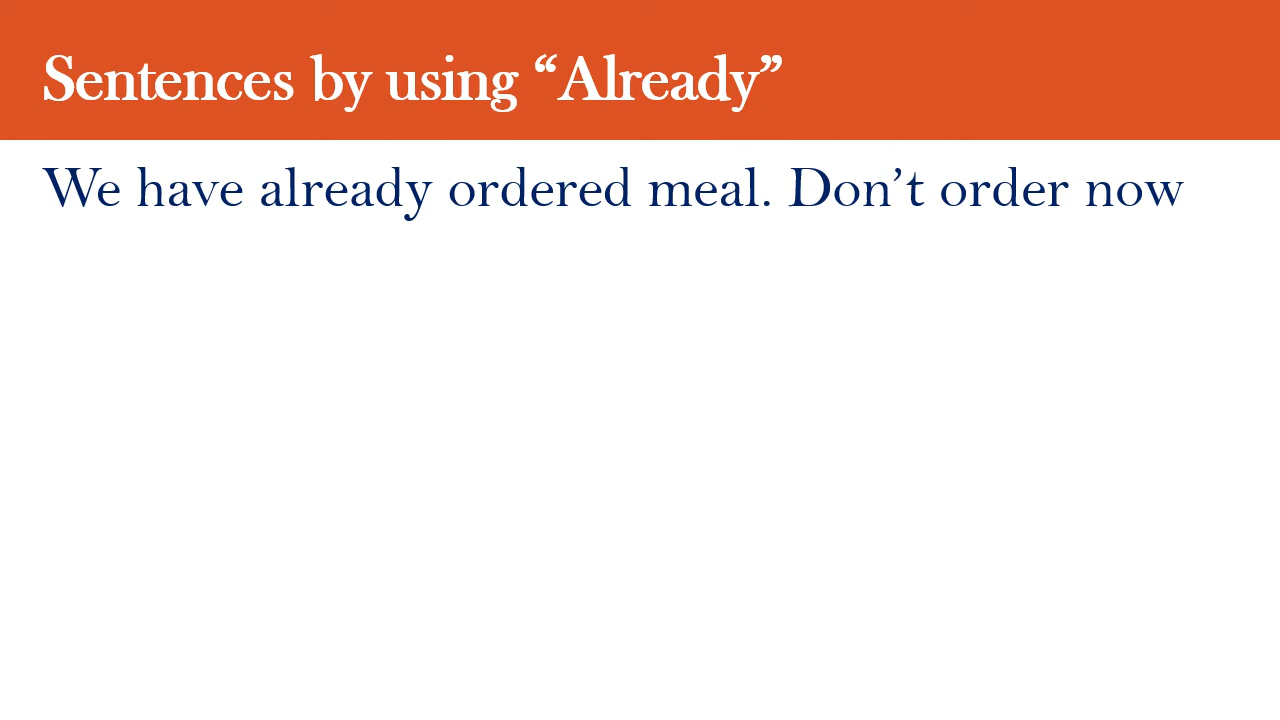 Sentences by using “Already”
We have already ordered meal. Don’t order now